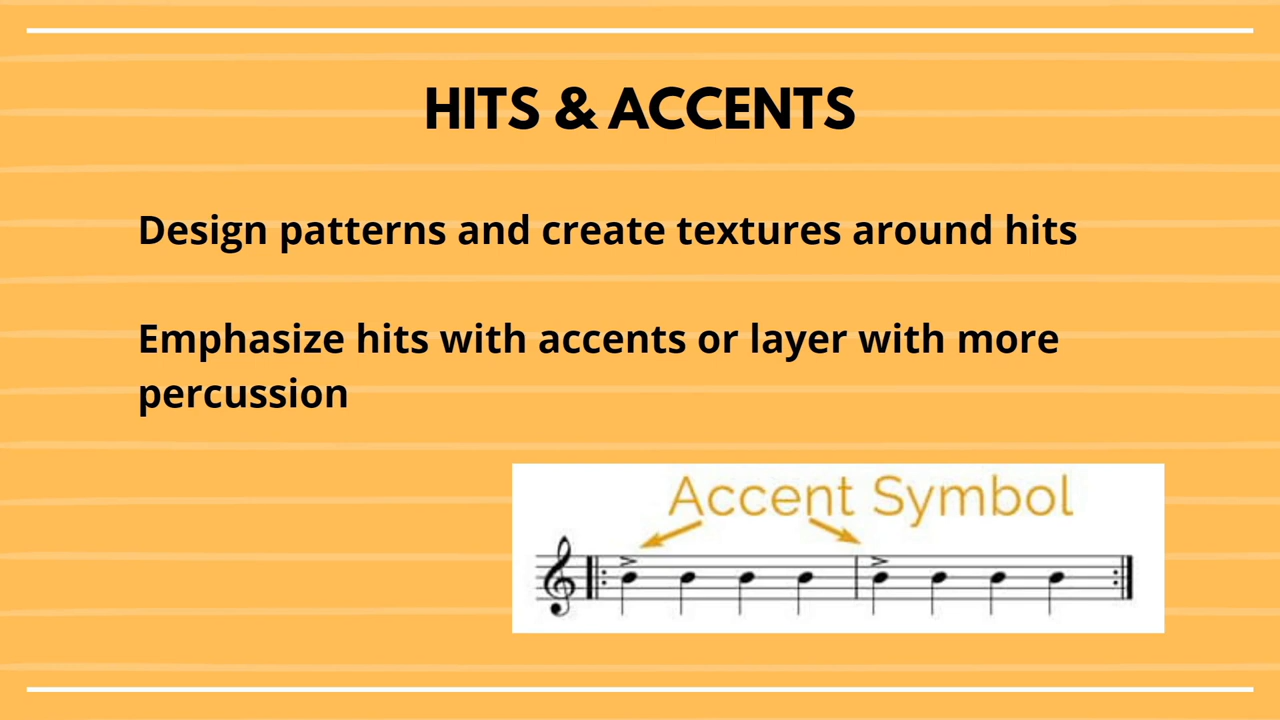 HITS & ACCENTS
Design patterns and create textures around hits
Emphasize hits with accents or layer with more
percussion
Accent Symbol